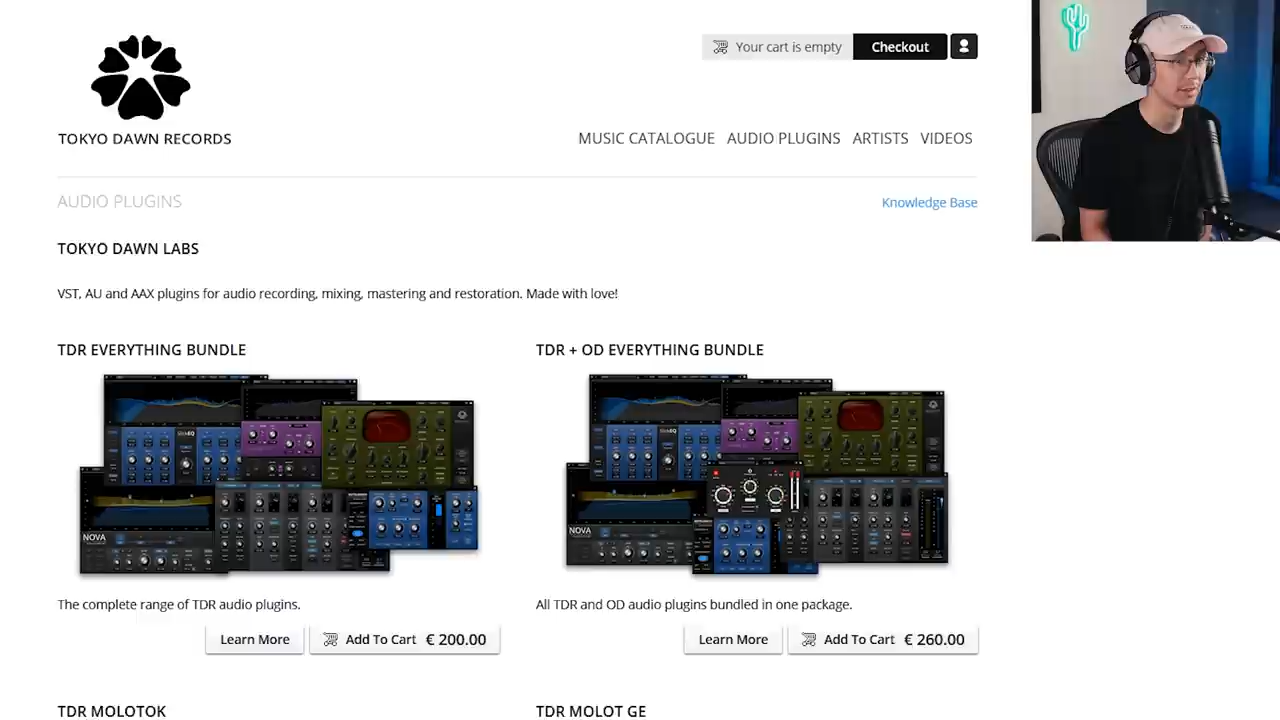 Your cart is empty
Checkout
TOKYO DAWN RECORDS
MUSIC CATALOGUE AUDIO PLUGINS ARTISTS VIDEOS
AUDIO PLUGINS
Knowledge Base
TOKYO DAWN LABS
VST, AU and AAX plugins for audio recording, mixing, mastering and restoration. Made with love!
TDR EVERYTHING BUNDLE
NOVA
The complete range of TDR audio plugins.
Learn More
Add To Cart € 200.00
TDR + OD EVERYTHING BUNDLE
NOVA
All TDR and OD audio plugins bundled in one package.
Learn More
Add To Cart € 260.00
TDR MOLOTOK
TDR MOLOT GE